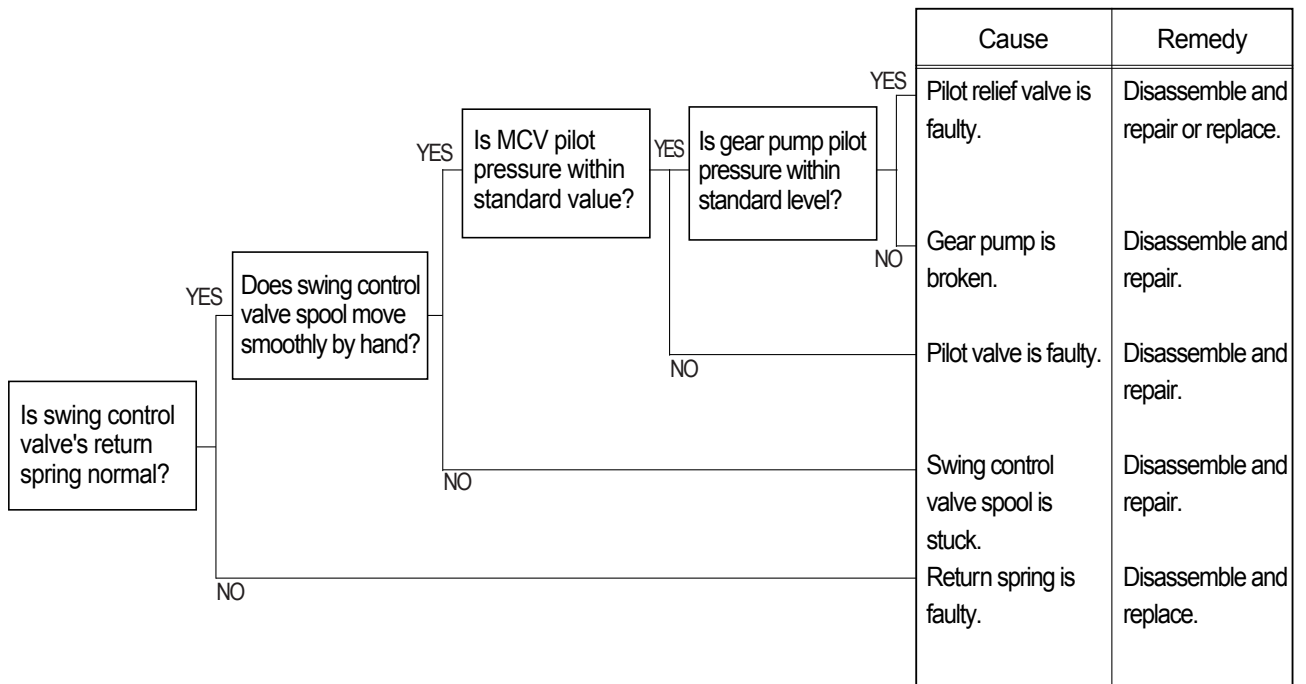 Cause
Remedy
YES
Pilot relief valve is
faulty.
Disassemble and
repair or replace.
Is MCV pilot
pressure within
standard value?
YES
YES
Is gear pump pilot
pressure within
standard level?
NO
Gear pump is
broken.
Disassemble and
repair.
YES
Does swing control
valve spool move
smoothly by hand?
NO
Pilot valve is faulty.
Disassemble and
repair.
Is swing control
valve's return
spring normal?
NO
Swing control
valve spool is
stuck.
Disassemble and
repair.
NO
Return spring is
faulty.
Disassemble and
replace.